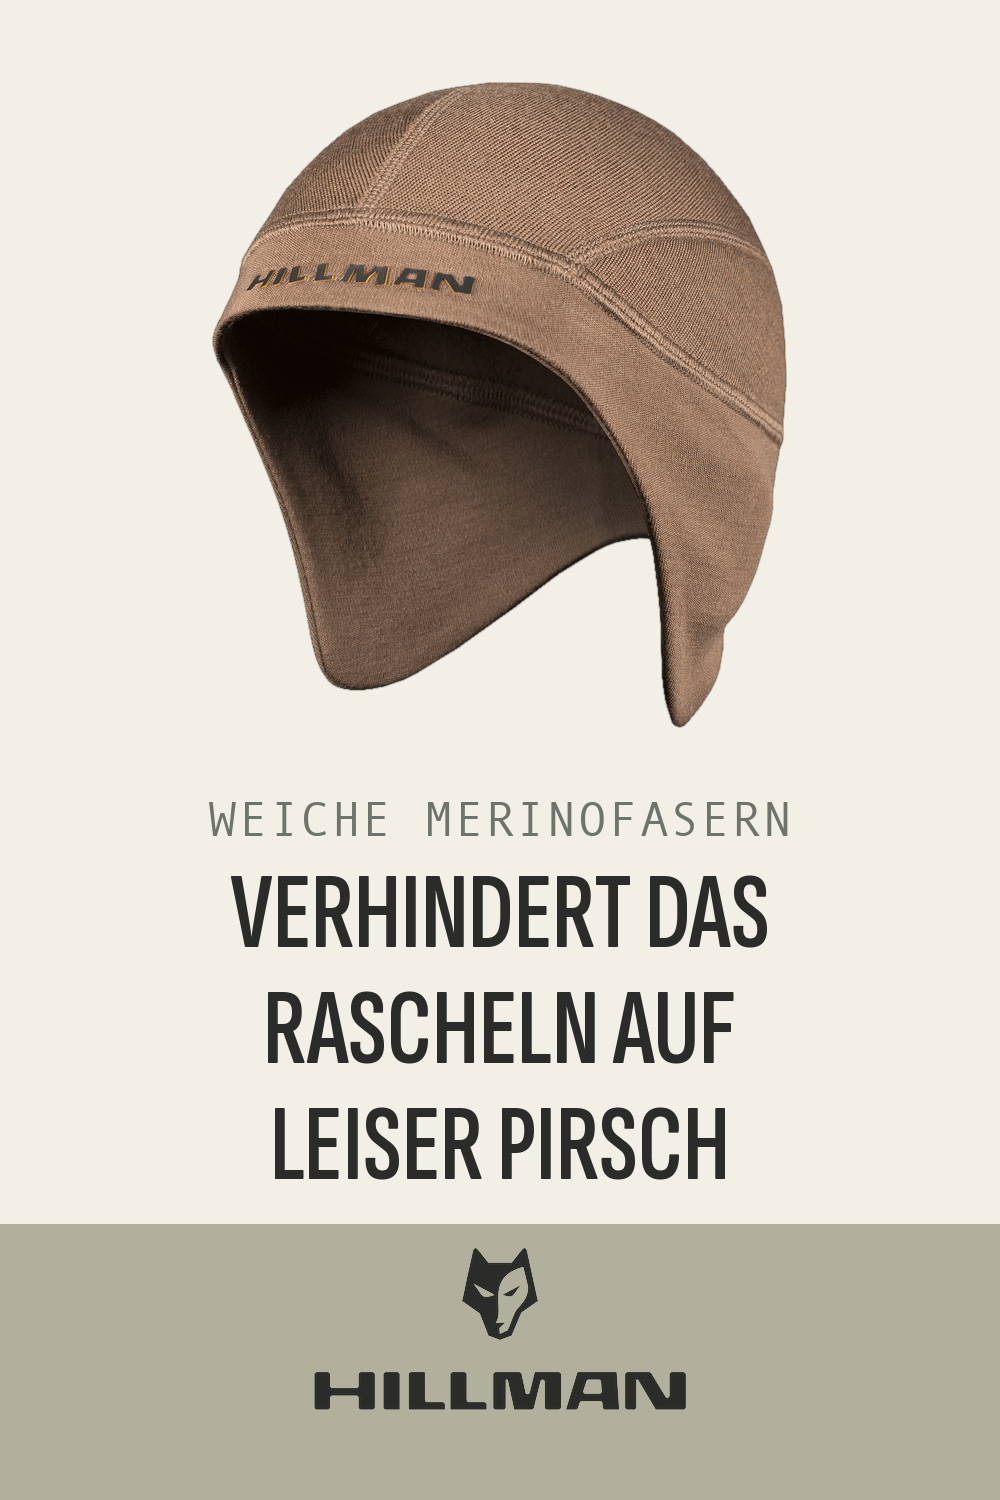 HILLMAN
WEICHE MERINOFASERN
VERHINDERT DAS
RASCHELN AUF
LEISER PIRSCH
HILLMAN